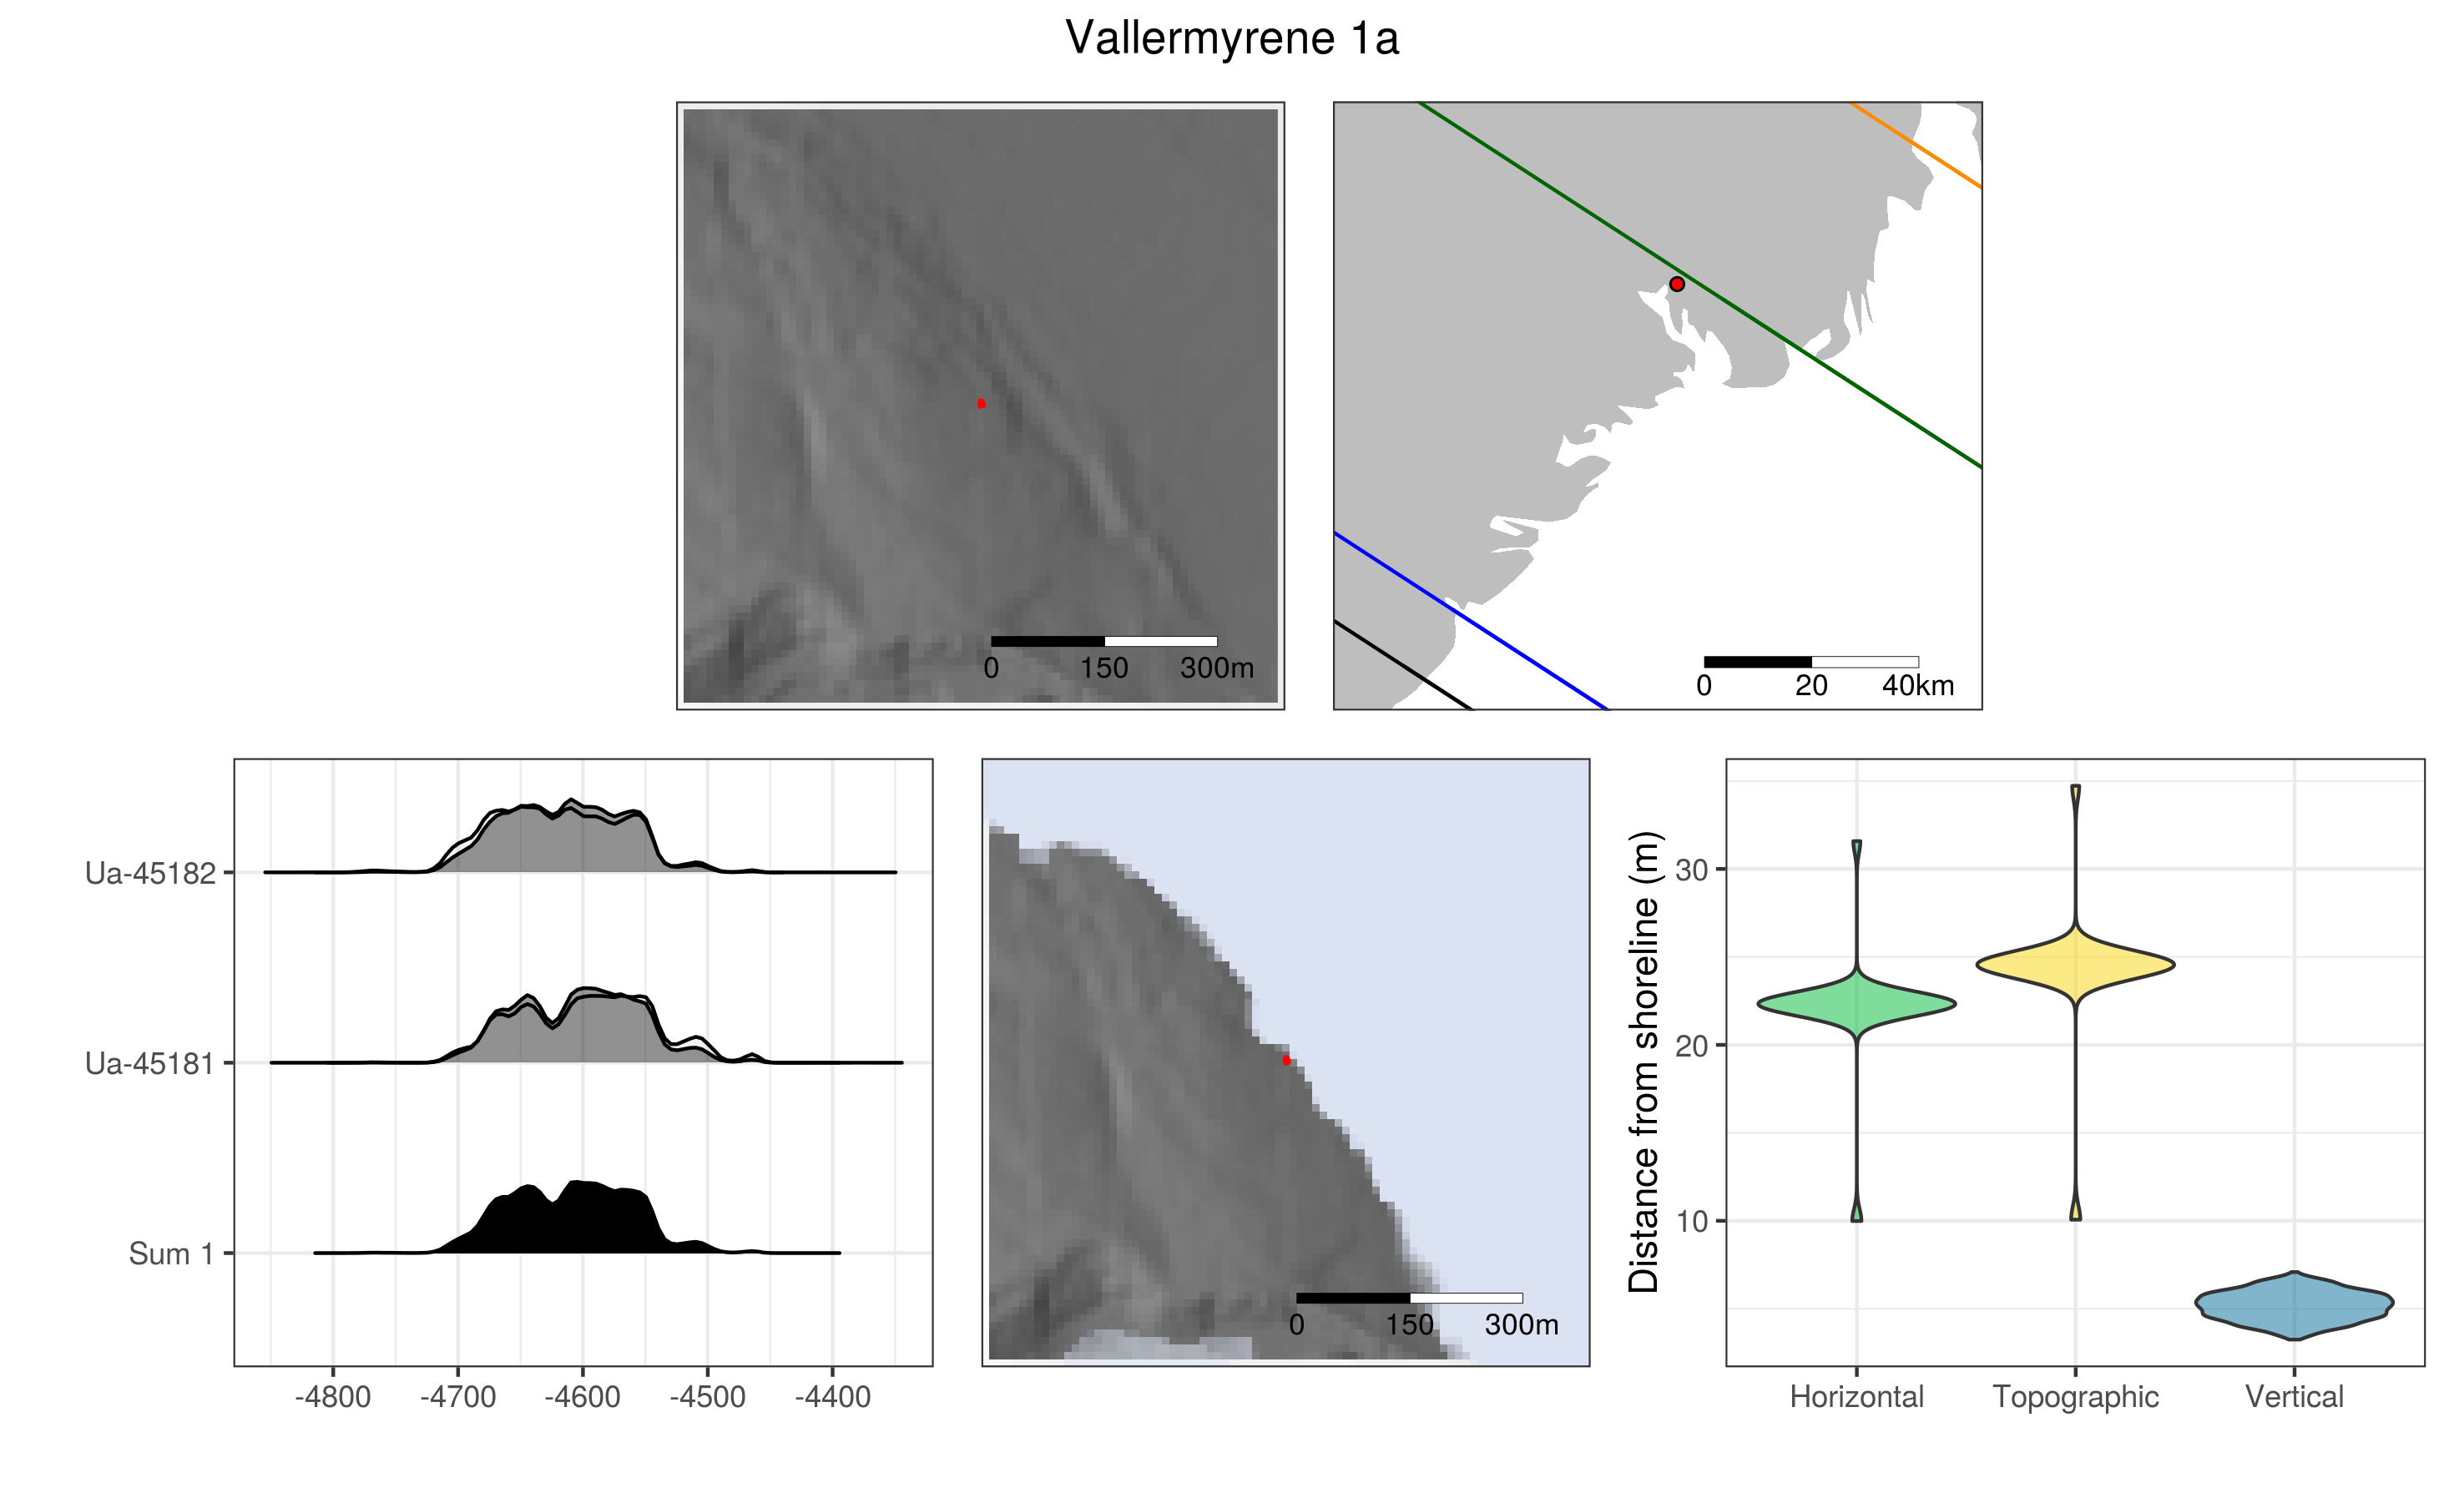 Vallermyrene 1a
0 150 300m
0 20 40km
Ua-45182
Ua-45181
Sum 1
-4800 -4700 -4600 -4500 -4400
0 150 300m
Distance from shoreline (m)
30
20
10
Horizontal Topographic Vertical